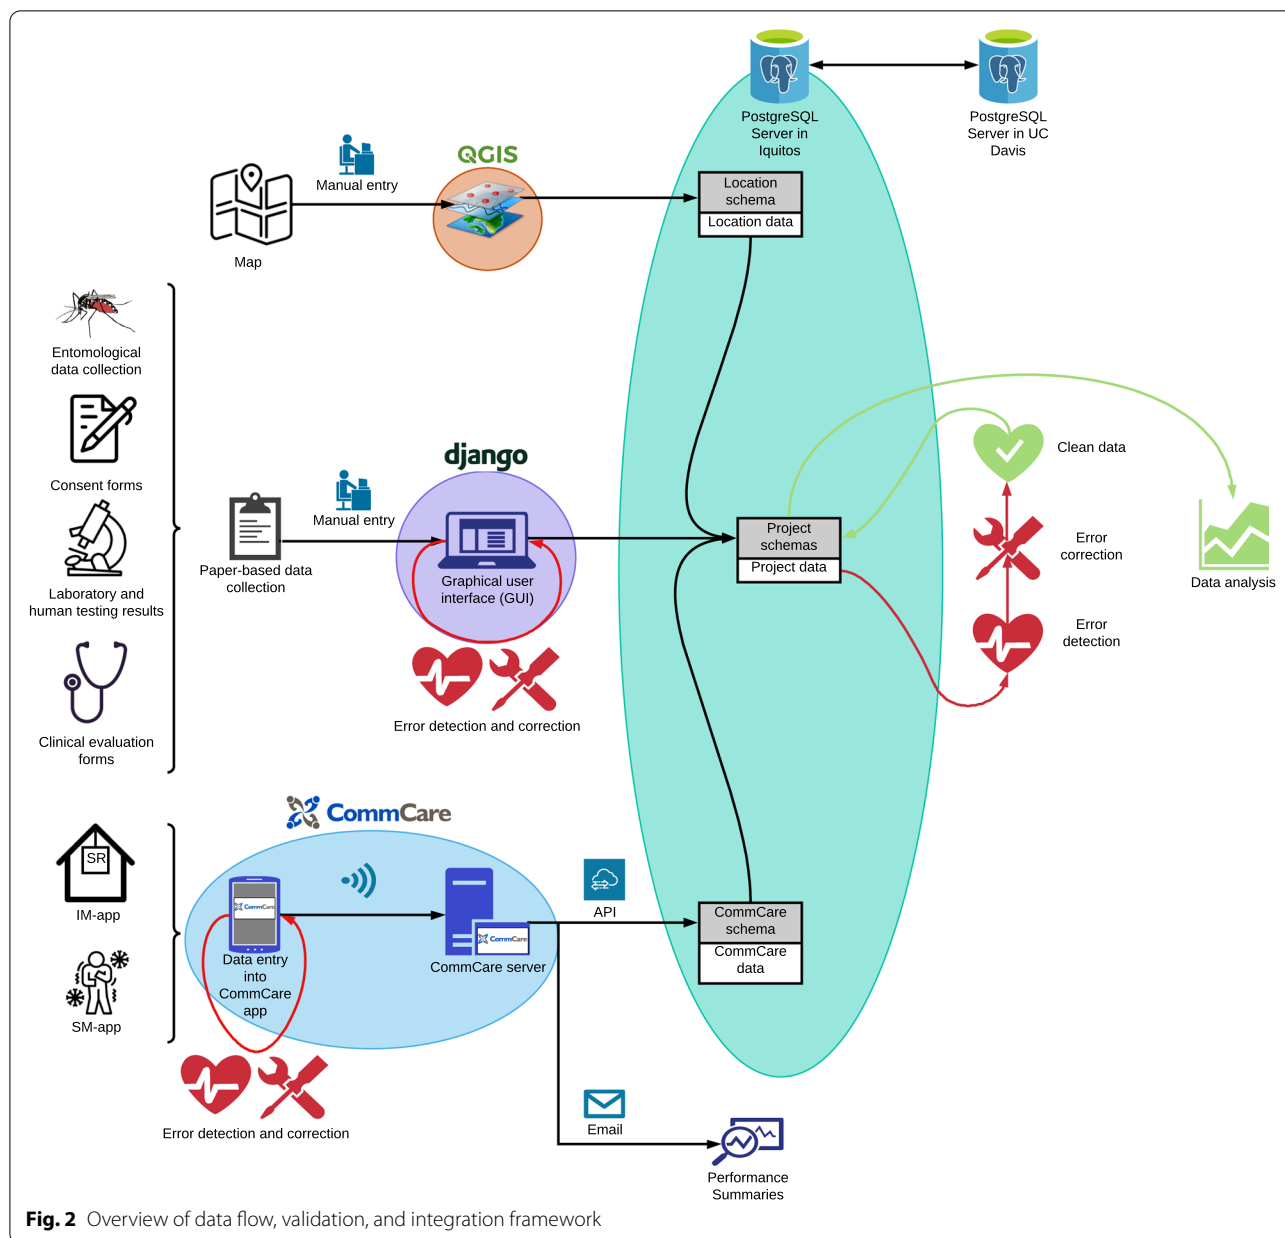 PostgreSQL
Server in
Iquitos
PostgreSQL
Server in UC
Davis
Manual entry
QGIS
Map
Location
schema
Location data
Entomological
data collection
Consent forms
Laboratory and
human testing results
Clinical evaluation
forms
Paper-based data
collection
Manual entry
django
Graphical user
interface (GUI)
Error detection and correction
Project
schemas
Project data
Clean data
Error
correction
Error
detection
Data analysis
SR
IM-app
SM-app
CommCare
CommCare
Data entry
into
CommCare
app
CommCare
CommCare server
Error detection and correction
API
CommCare
schema
CommCare
data
Email
Performance
Summaries
Fig. 2 Overview of data flow, validation, and integration framework